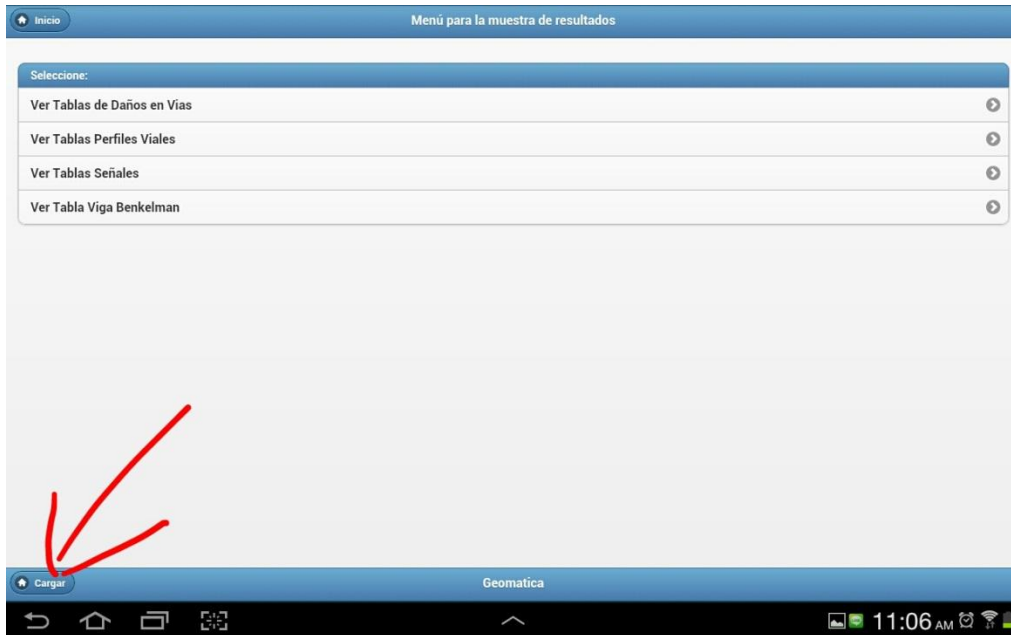 Inicio
Menú para la muestra de resultados
Seleccione:
Ver Tablas de Daños en Vias
Ver Tablas Perfiles Viales
Ver Tablas Señales
Ver Tabla Viga Benkelman
Cargar
Geomatica
11:06 AM